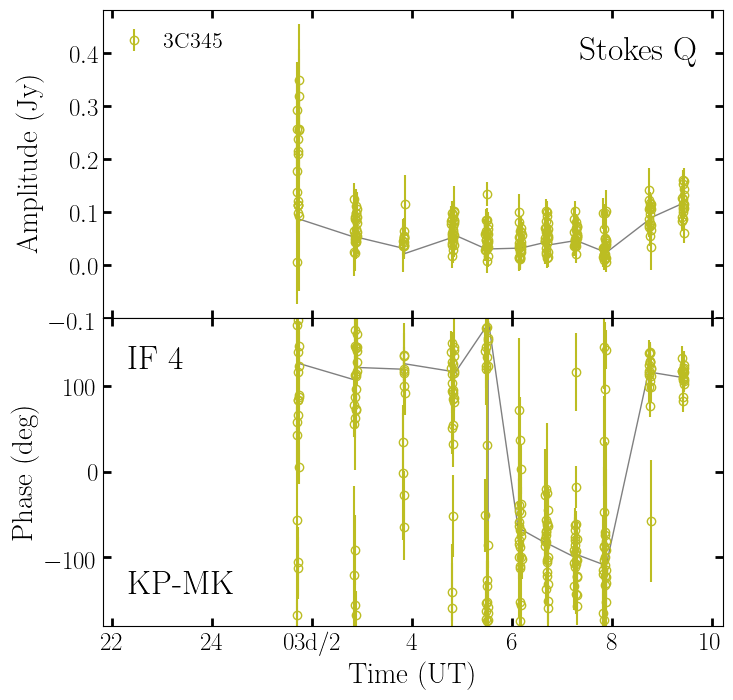 3C345
Stokes Q
0.4
0.3
0.2
0.1
0.0
−0.1
Amplitude (Jy)
IF 4
100
0
−100
Phase (deg)
KP-MK
22 24 03d/2 4 6 8 10
Time (UT)